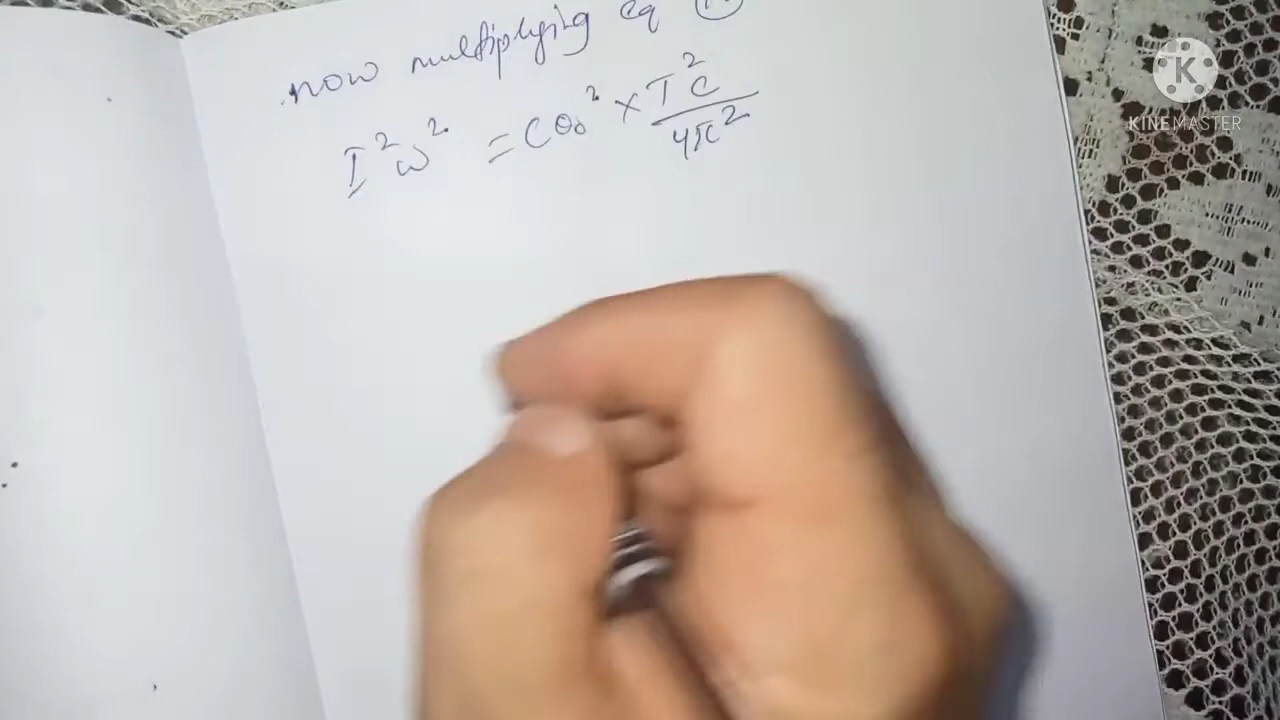 now multiplying eq
I²ω² = Cθ₀² × T²C / 4π²
K
KINEMASTER